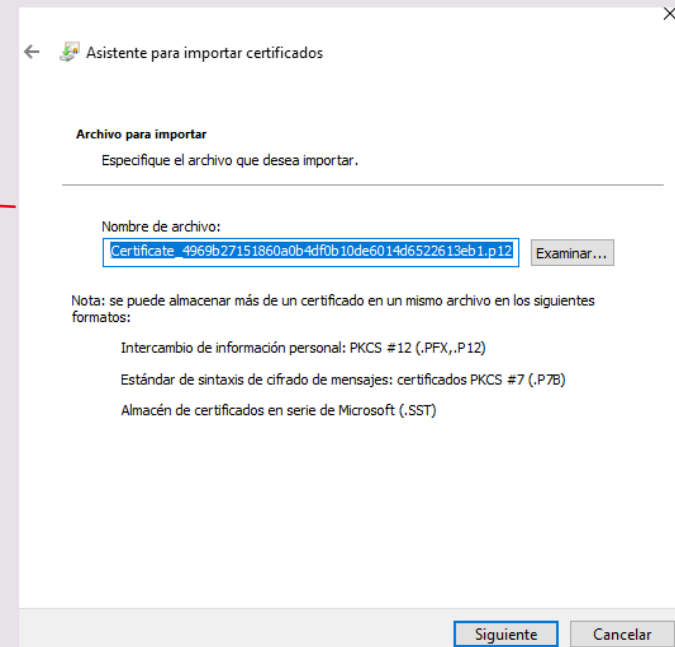 Asistente para importar certificados
Archivo para importar
Especifique el archivo que desea importar.
Nombre de archivo:
Certificate_4969b27151860a0b4df0b10de6014d6522613eb1.p12
Examinar...
Nota: se puede almacenar más de un certificado en un mismo archivo en los siguientes
formatos:
Intercambio de información personal: PKCS #12 (.PFX,.P12)
Estándar de sintaxis de cifrado de mensajes: certificados PKCS #7 (.P7B)
Almacén de certificados en serie de Microsoft (.SST)
Siguiente
Cancelar